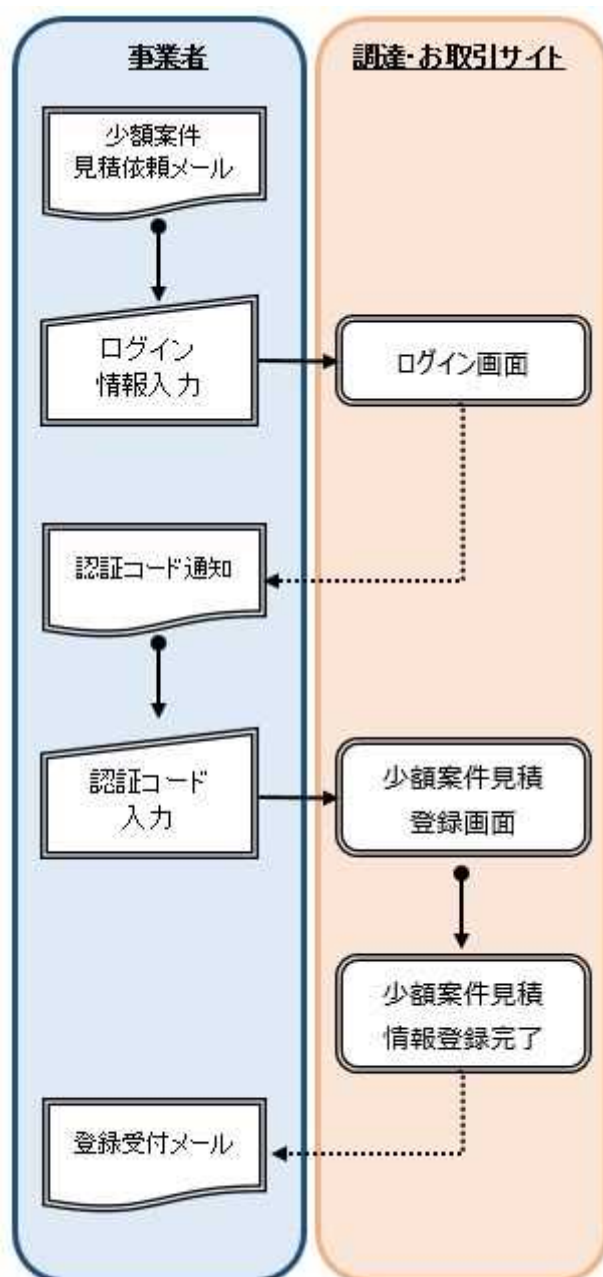 事業者
調達・お取引サイト
少額案件
見積依頼メール
ログイン
情報入力
ログイン画面
認証コード通知
認証コード
入力
少額案件見積
登録画面
少額案件見積
情報登録完了
登録受付メール